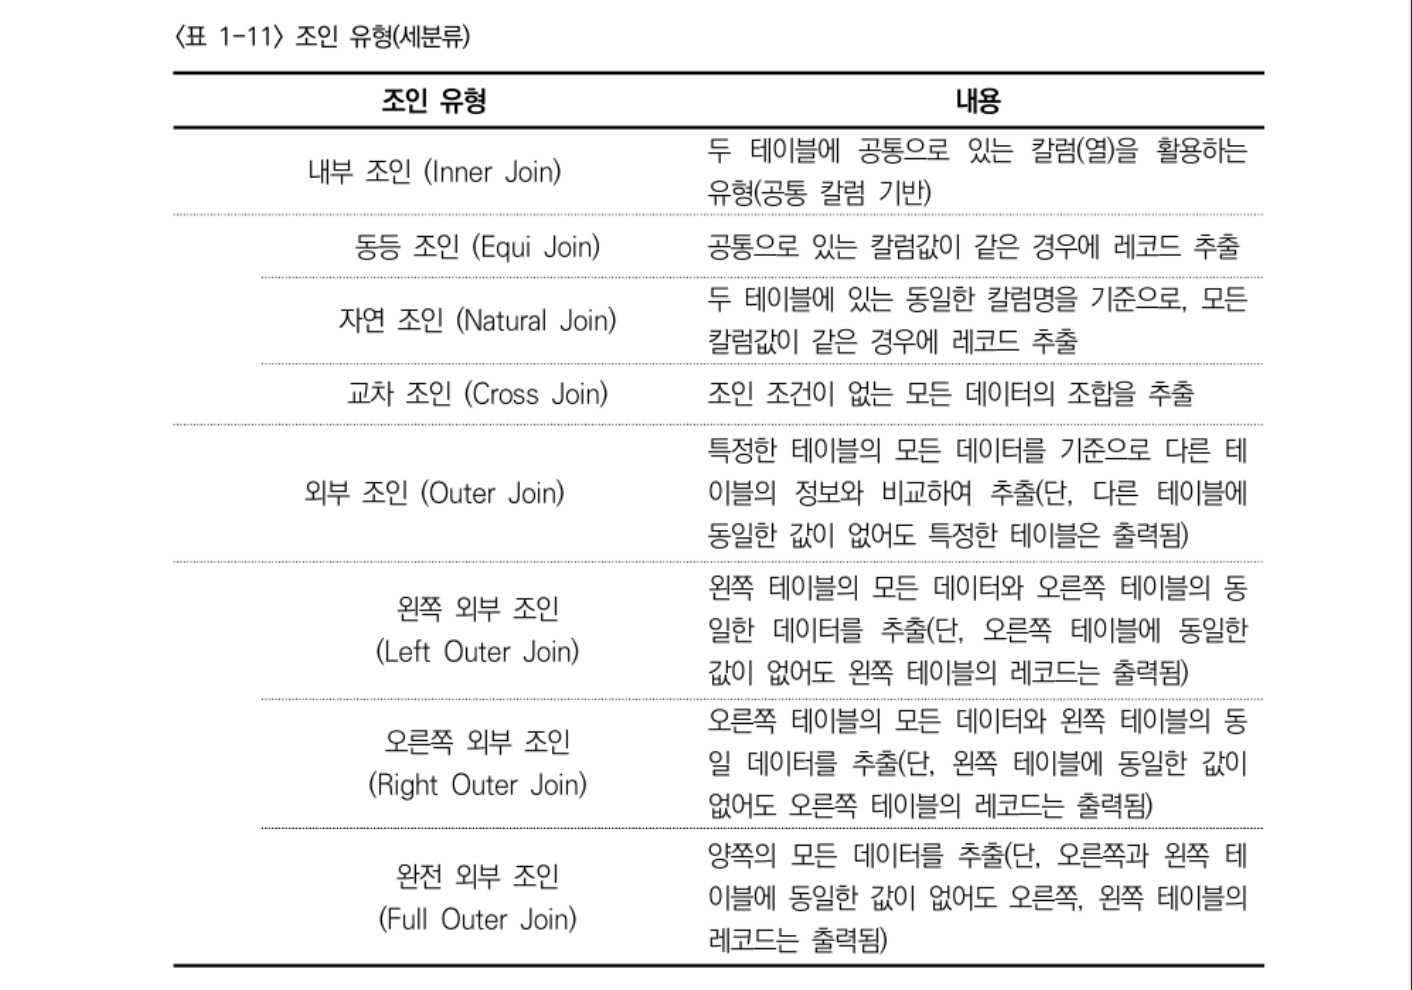 〈표 1-11〉 조인 유형(세분류)
조인 유형
내용
내부 조인 (Inner Join)
두 테이블에 공통으로 있는 칼럼(열)을 활용하는
유형(공통 칼럼 기반)
동등 조인 (Equi Join)
공통으로 있는 칼럼값이 같은 경우에 레코드 추출
자연 조인 (Natural Join)
두 테이블에 있는 동일한 칼럼명을 기준으로, 모든
칼럼값이 같은 경우에 레코드 추출
교차 조인 (Cross Join)
조인 조건이 없는 모든 데이터의 조합을 추출
외부 조인 (Outer Join)
특정한 테이블의 모든 데이터를 기준으로 다른 테
이블의 정보와 비교하여 추출(단, 다른 테이블에
동일한 값이 없어도 특정한 테이블은 출력됨)
왼쪽 외부 조인
(Left Outer Join)
왼쪽 테이블의 모든 데이터와 오른쪽 테이블의 동
일한 데이터를 추출(단, 오른쪽 테이블에 동일한
값이 없어도 왼쪽 테이블의 레코드는 출력됨)
오른쪽 외부 조인
(Right Outer Join)
오른쪽 테이블의 모든 데이터와 왼쪽 테이블의 동
일 데이터를 추출(단, 왼쪽 테이블에 동일한 값이
없어도 오른쪽 테이블의 레코드는 출력됨)
완전 외부 조인
(Full Outer Join)
양쪽의 모든 데이터를 추출(단, 오른쪽과 왼쪽 테
이블에 동일한 값이 없어도 오른쪽, 왼쪽 테이블의
레코드는 출력됨)